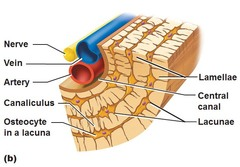 Nerve
Vein
Artery
Canaliculus
Osteocyte
in a lacuna
Lamellae
Central
canal
Lacunae
(b)